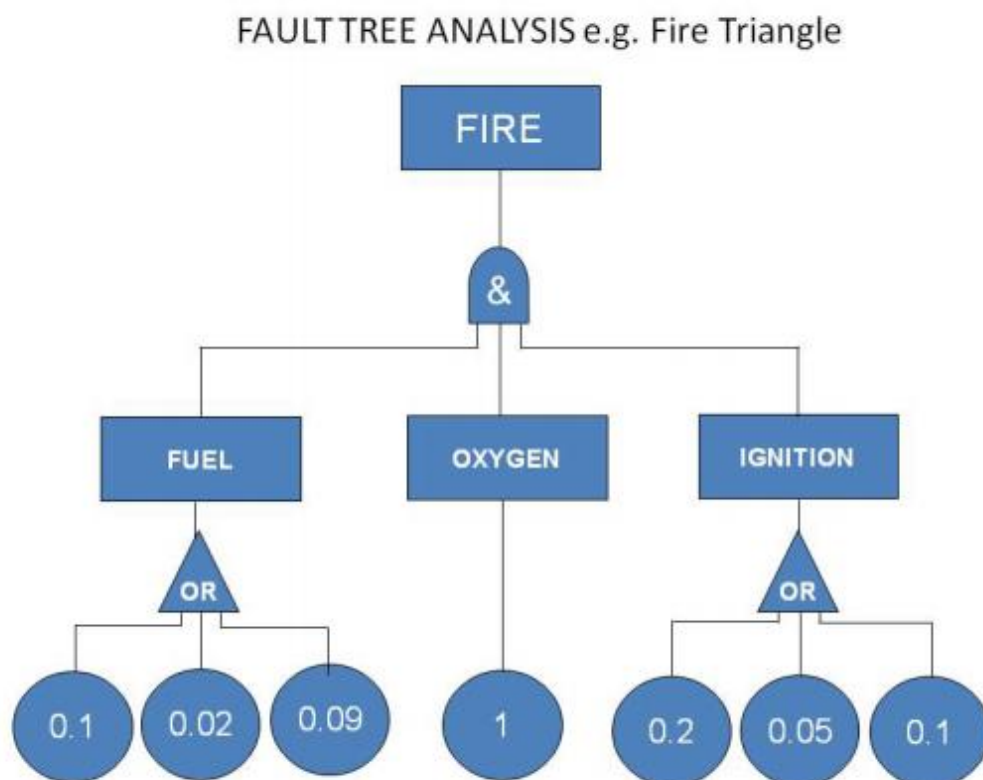 FAULT TREE ANALYSIS e.g. Fire Triangle
FIRE
&
FUEL
OXYGEN
IGNITION
OR
OR
0.1
0.02
0.09
1
0.2
0.05
0.1